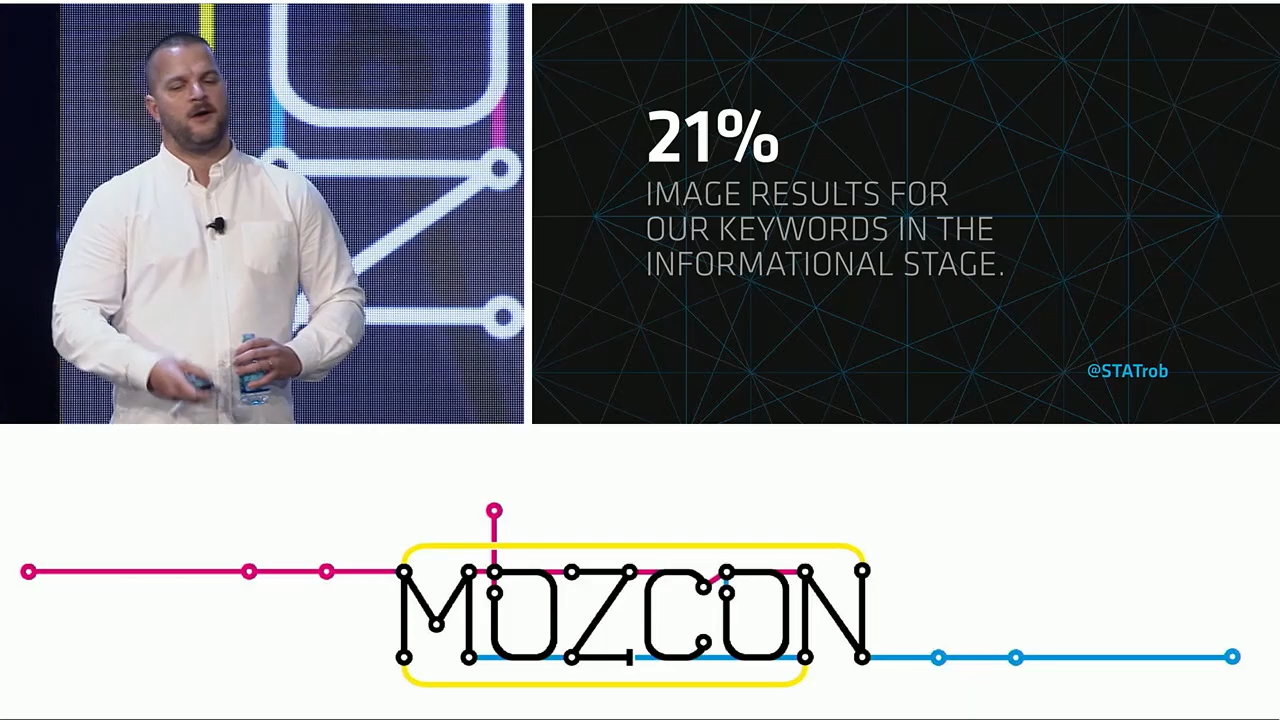 21%
IMAGE RESULTS FOR
OUR KEYWORDS IN THE
INFORMATIONAL STAGE.
@STATrob
MOZCON